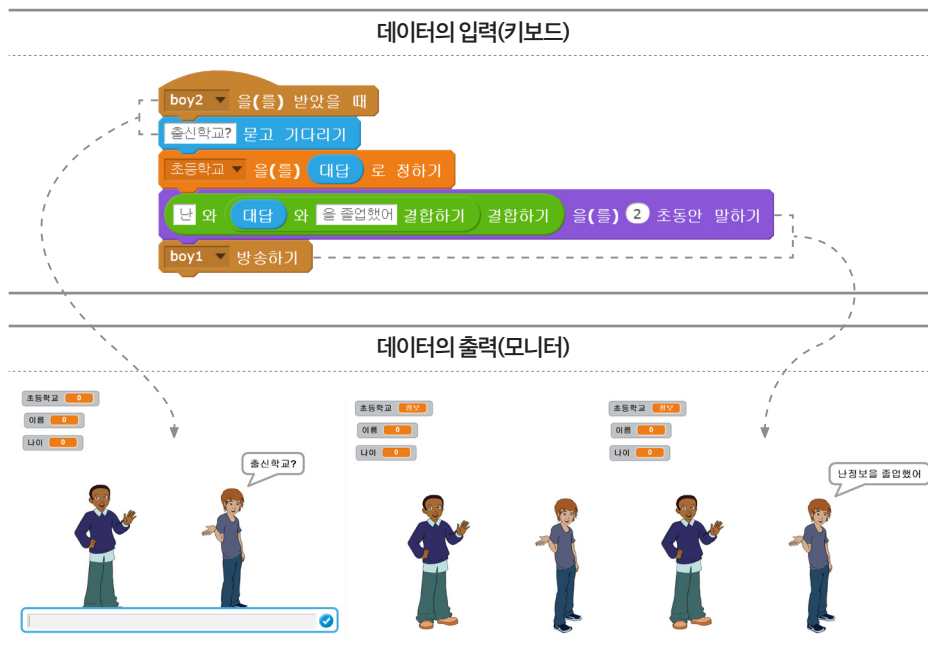 데이터의 입력(키보드)
boy2 을(를) 받았을 때
출신학교? 묻고 기다리기
초등학교 을(를) 대답 로 정하기
난 와 대답 와 을 졸업했어 결합하기 결합하기 을(를) 2 초동안 말하기
boy1 방송하기
데이터의 출력(모니터)
초등학교 0
이름 0
나이 0
출신학교?
초등학교 정보
이름 0
나이 0
초등학교 정보
이름 0
나이 0
난정보을 졸업했어